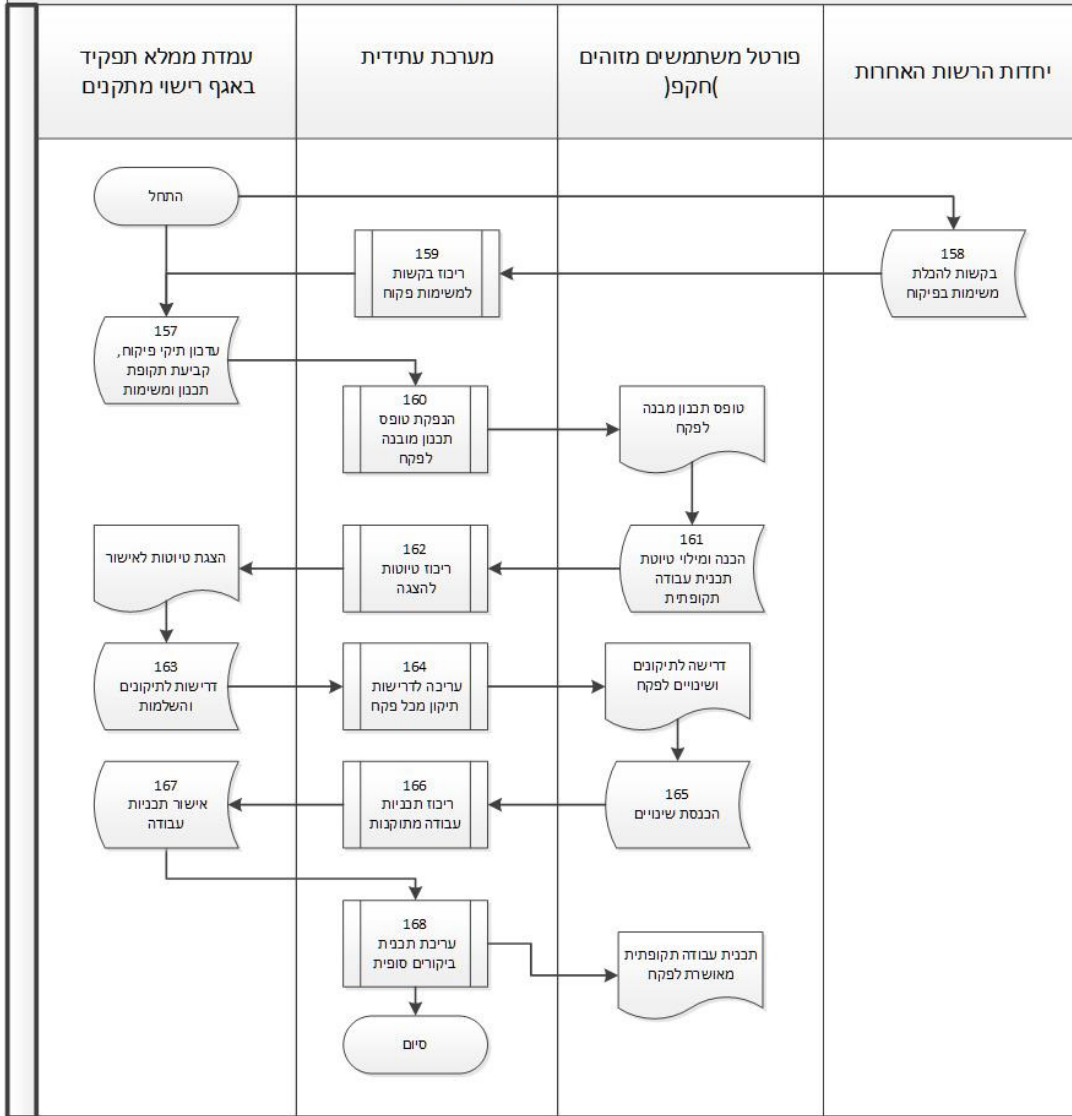 יחדות הרשות האחרות
פורטל משתמשים מזוהים
)חקפ(
מערכת עתידית
עמדת ממלא תפקיד
באגף רישוי מתקנים
התחל
158
בקשות להכלת
משימות בפיקוח
159
ריכוז בקשות
למשימות פקוח
157
עדכון תיקי פיקוח,
קביעת תקופת
תכנון ומשימות
160
הנפקת טופס
תכנון מובנה
לפקח
טופס תכנון מבנה
לפקח
161
הכנה ומילוי טיוטת
תכנית עבודה
תקופתית
162
ריכוז טיוטות
להצגה
הצגת טיוטות לאישור
163
דרישות לתיקונים
והשלמות
164
עריכה לדרישות
תיקון מכל פקח
דרישה לתיקונים
ושינויים לפקח
165
הכנסת שינויים
166
ריכוז תכניות
עבודה מתוקנות
167
אישור תכניות
עבודה
168
עריכת תכנית
ביקורים סופית
תכנית עבודה תקופתית
מאושרת לפקח
סיום